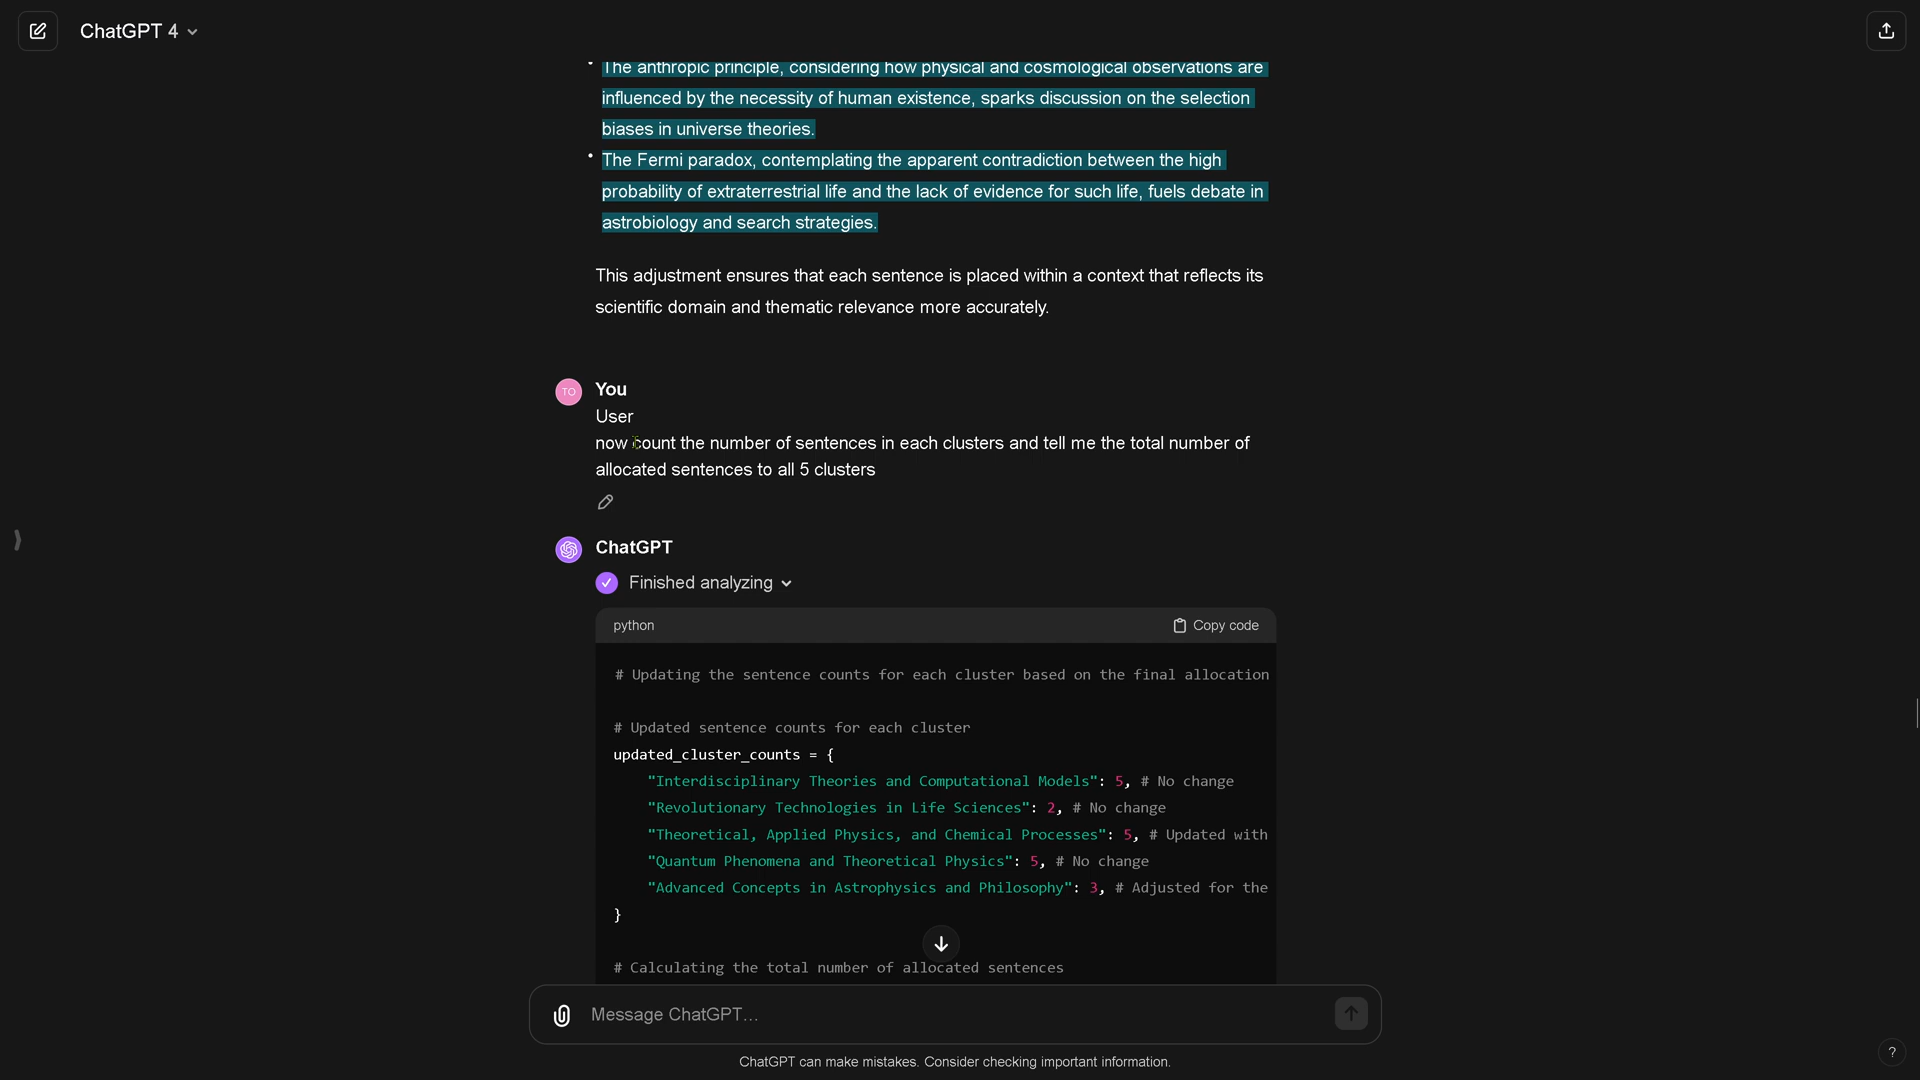 ChatGPT 4
• The anthropic principle, considering how physical and cosmological observations are
influenced by the necessity of human existence, sparks discussion on the selection
biases in universe theories.
• The Fermi paradox, contemplating the apparent contradiction between the high
probability of extraterrestrial life and the lack of evidence for such life, fuels debate in
astrobiology and search strategies.
This adjustment ensures that each sentence is placed within a context that reflects its
scientific domain and thematic relevance more accurately.
TO You
User
now count the number of sentences in each clusters and tell me the total number of
allocated sentences to all 5 clusters
ChatGPT
Finished analyzing
python Copy code
# Updating the sentence counts for each cluster based on the final allocation
# Updated sentence counts for each cluster
updated_cluster_counts = {
"Interdisciplinary Theories and Computational Models": 5, # No change
"Revolutionary Technologies in Life Sciences": 2, # No change
"Theoretical, Applied Physics, and Chemical Processes": 5, # Updated with
"Quantum Phenomena and Theoretical Physics": 5, # No change
"Advanced Concepts in Astrophysics and Philosophy": 3, # Adjusted for the
}
# Calculating the total number of allocated sentences
Message ChatGPT…
ChatGPT can make mistakes. Consider checking important information.
?